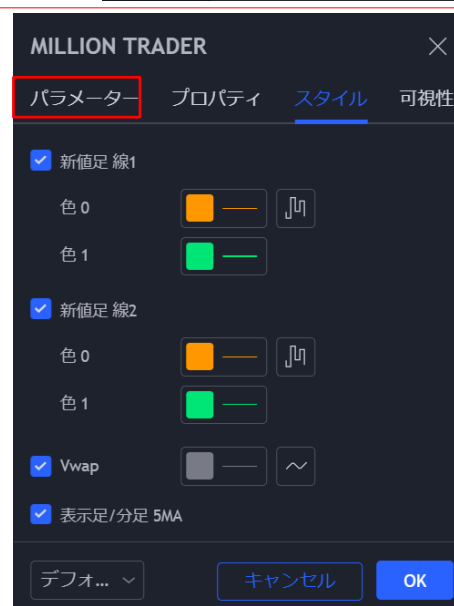 MILLION TRADER
パラメーター プロパティ スタイル 可視性
新値足 線1
色 0
色 1
新値足 線2
色 0
色 1
Vwap
表示足/分足 5MA
デフォ... キャンセル OK